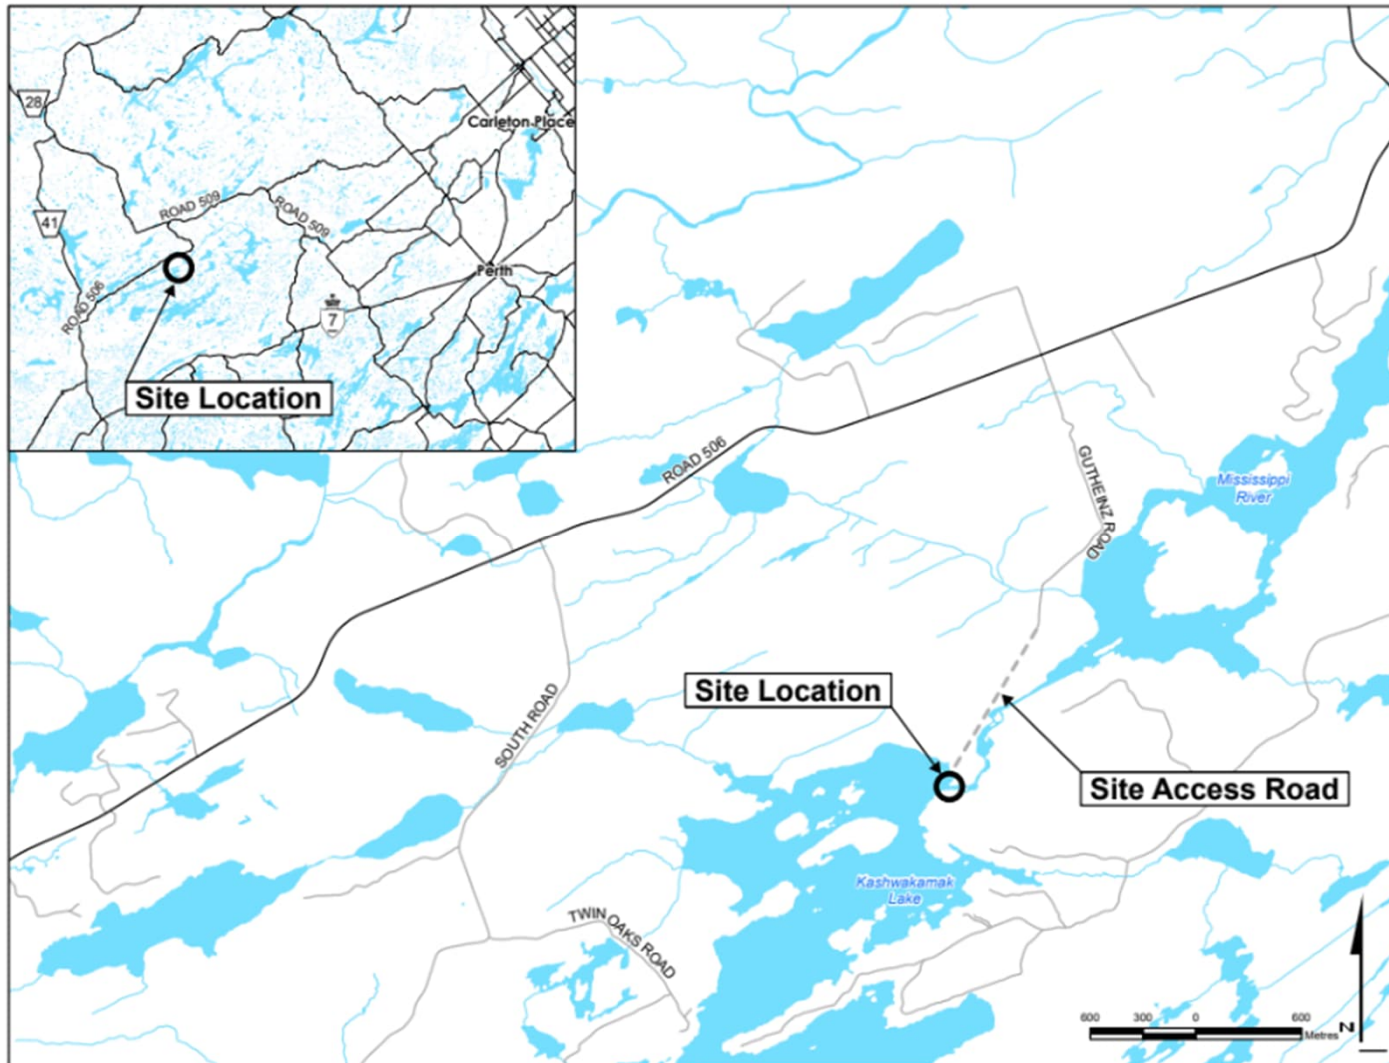 28
Carleton Place
41
ROAD 509
ROAD 509
Perth
ROAD 506
7
Site Location
ROAD 506
GUTHEINZ ROAD
Mississippi
River
Site Location
SOUTH ROAD
Site Access Road
Kashwakamak
Lake
TWIN OAKS ROAD
600
300
0
600
Metres
N